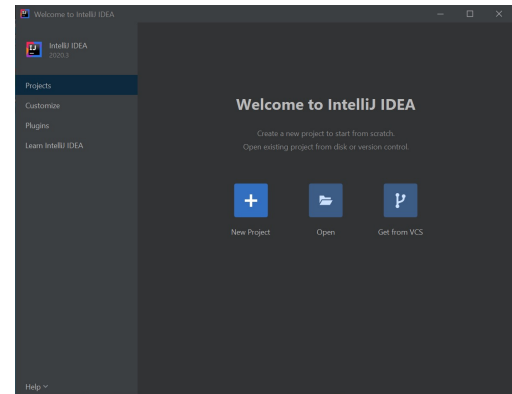 Welcome to IntelliJ IDEA
IJ
IntelliJ IDEA
2020.3
Projects
Customize
Plugins
Learn IntelliJ IDEA
Welcome to IntelliJ IDEA
Create a new project to start from scratch.
Open existing project from disk or version control.
New Project
Open
Get from VCS
Help